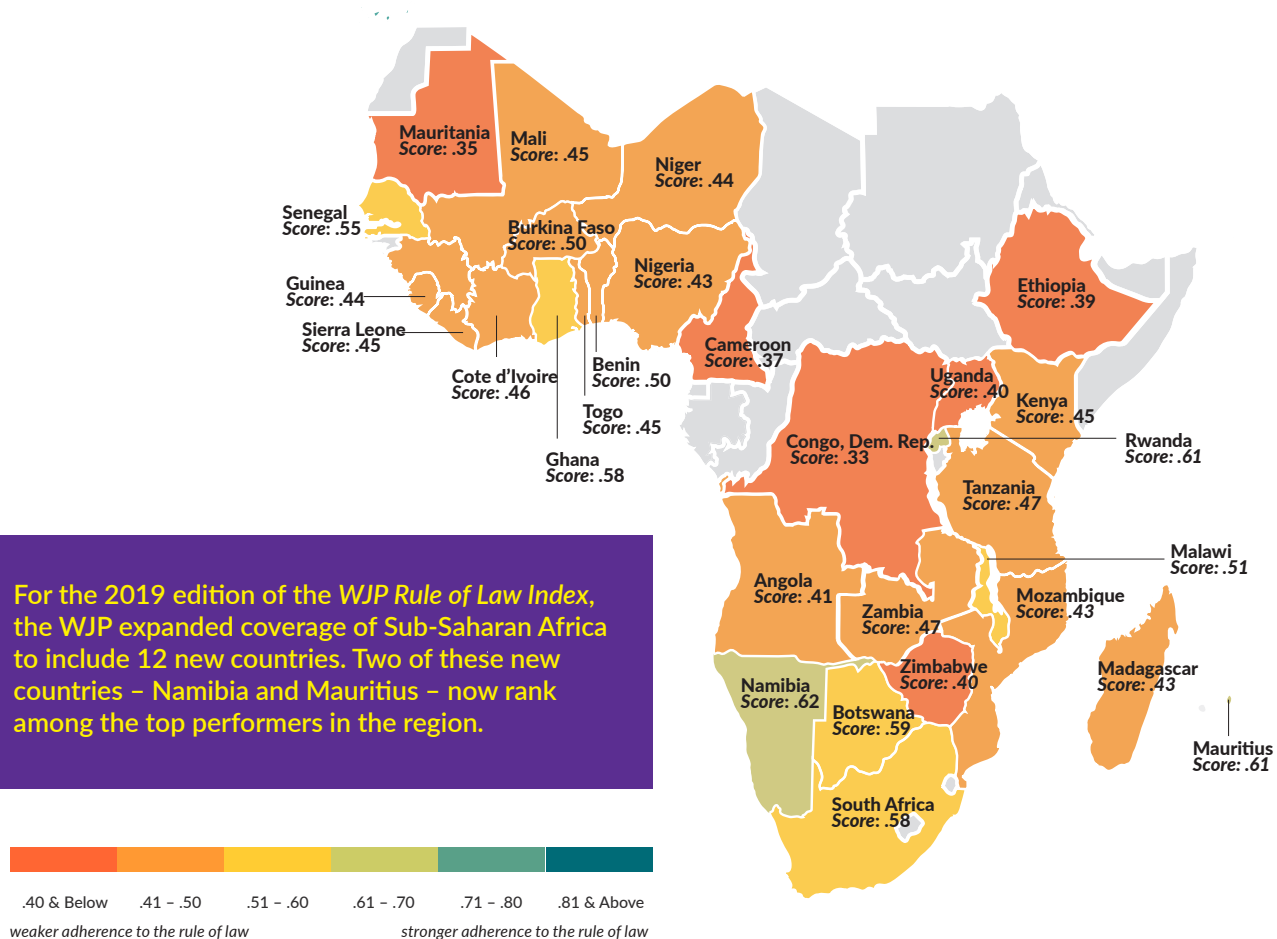 Mauritania
Score: .35
Mali
Score: .45
Niger
Score: .44
Senegal
Score: .55
Burkina Faso
Score: .50
Nigeria
Score: .43
Guinea
Score: .44
Sierra Leone
Score: .45
Cote d’Ivoire
Score: .46
Benin
Score: .50
Togo
Score: .45
Ghana
Score: .58
Cameroon
Score: .37
Ethiopia
Score: .39
Uganda
Score: .40
Kenya
Score: .45
Congo, Dem. Rep.
Score: .33
Rwanda
Score: .61
Tanzania
Score: .47
Malawi
Score: .51
Angola
Score: .41
Zambia
Score: .47
Mozambique
Score: .43
Zimbabwe
Score: .40
Madagascar
Score: .43
Namibia
Score: .62
Botswana
Score: .59
Mauritius
Score: .61
South Africa
Score: .58
For the 2019 edition of the WJP Rule of Law Index,
the WJP expanded coverage of Sub-Saharan Africa
to include 12 new countries. Two of these new
countries – Namibia and Mauritius – now rank
among the top performers in the region.
.40 & Below .41 – .50 .51 – .60 .61 – .70 .71 – .80 .81 & Above
weaker adherence to the rule of law stronger adherence to the rule of law